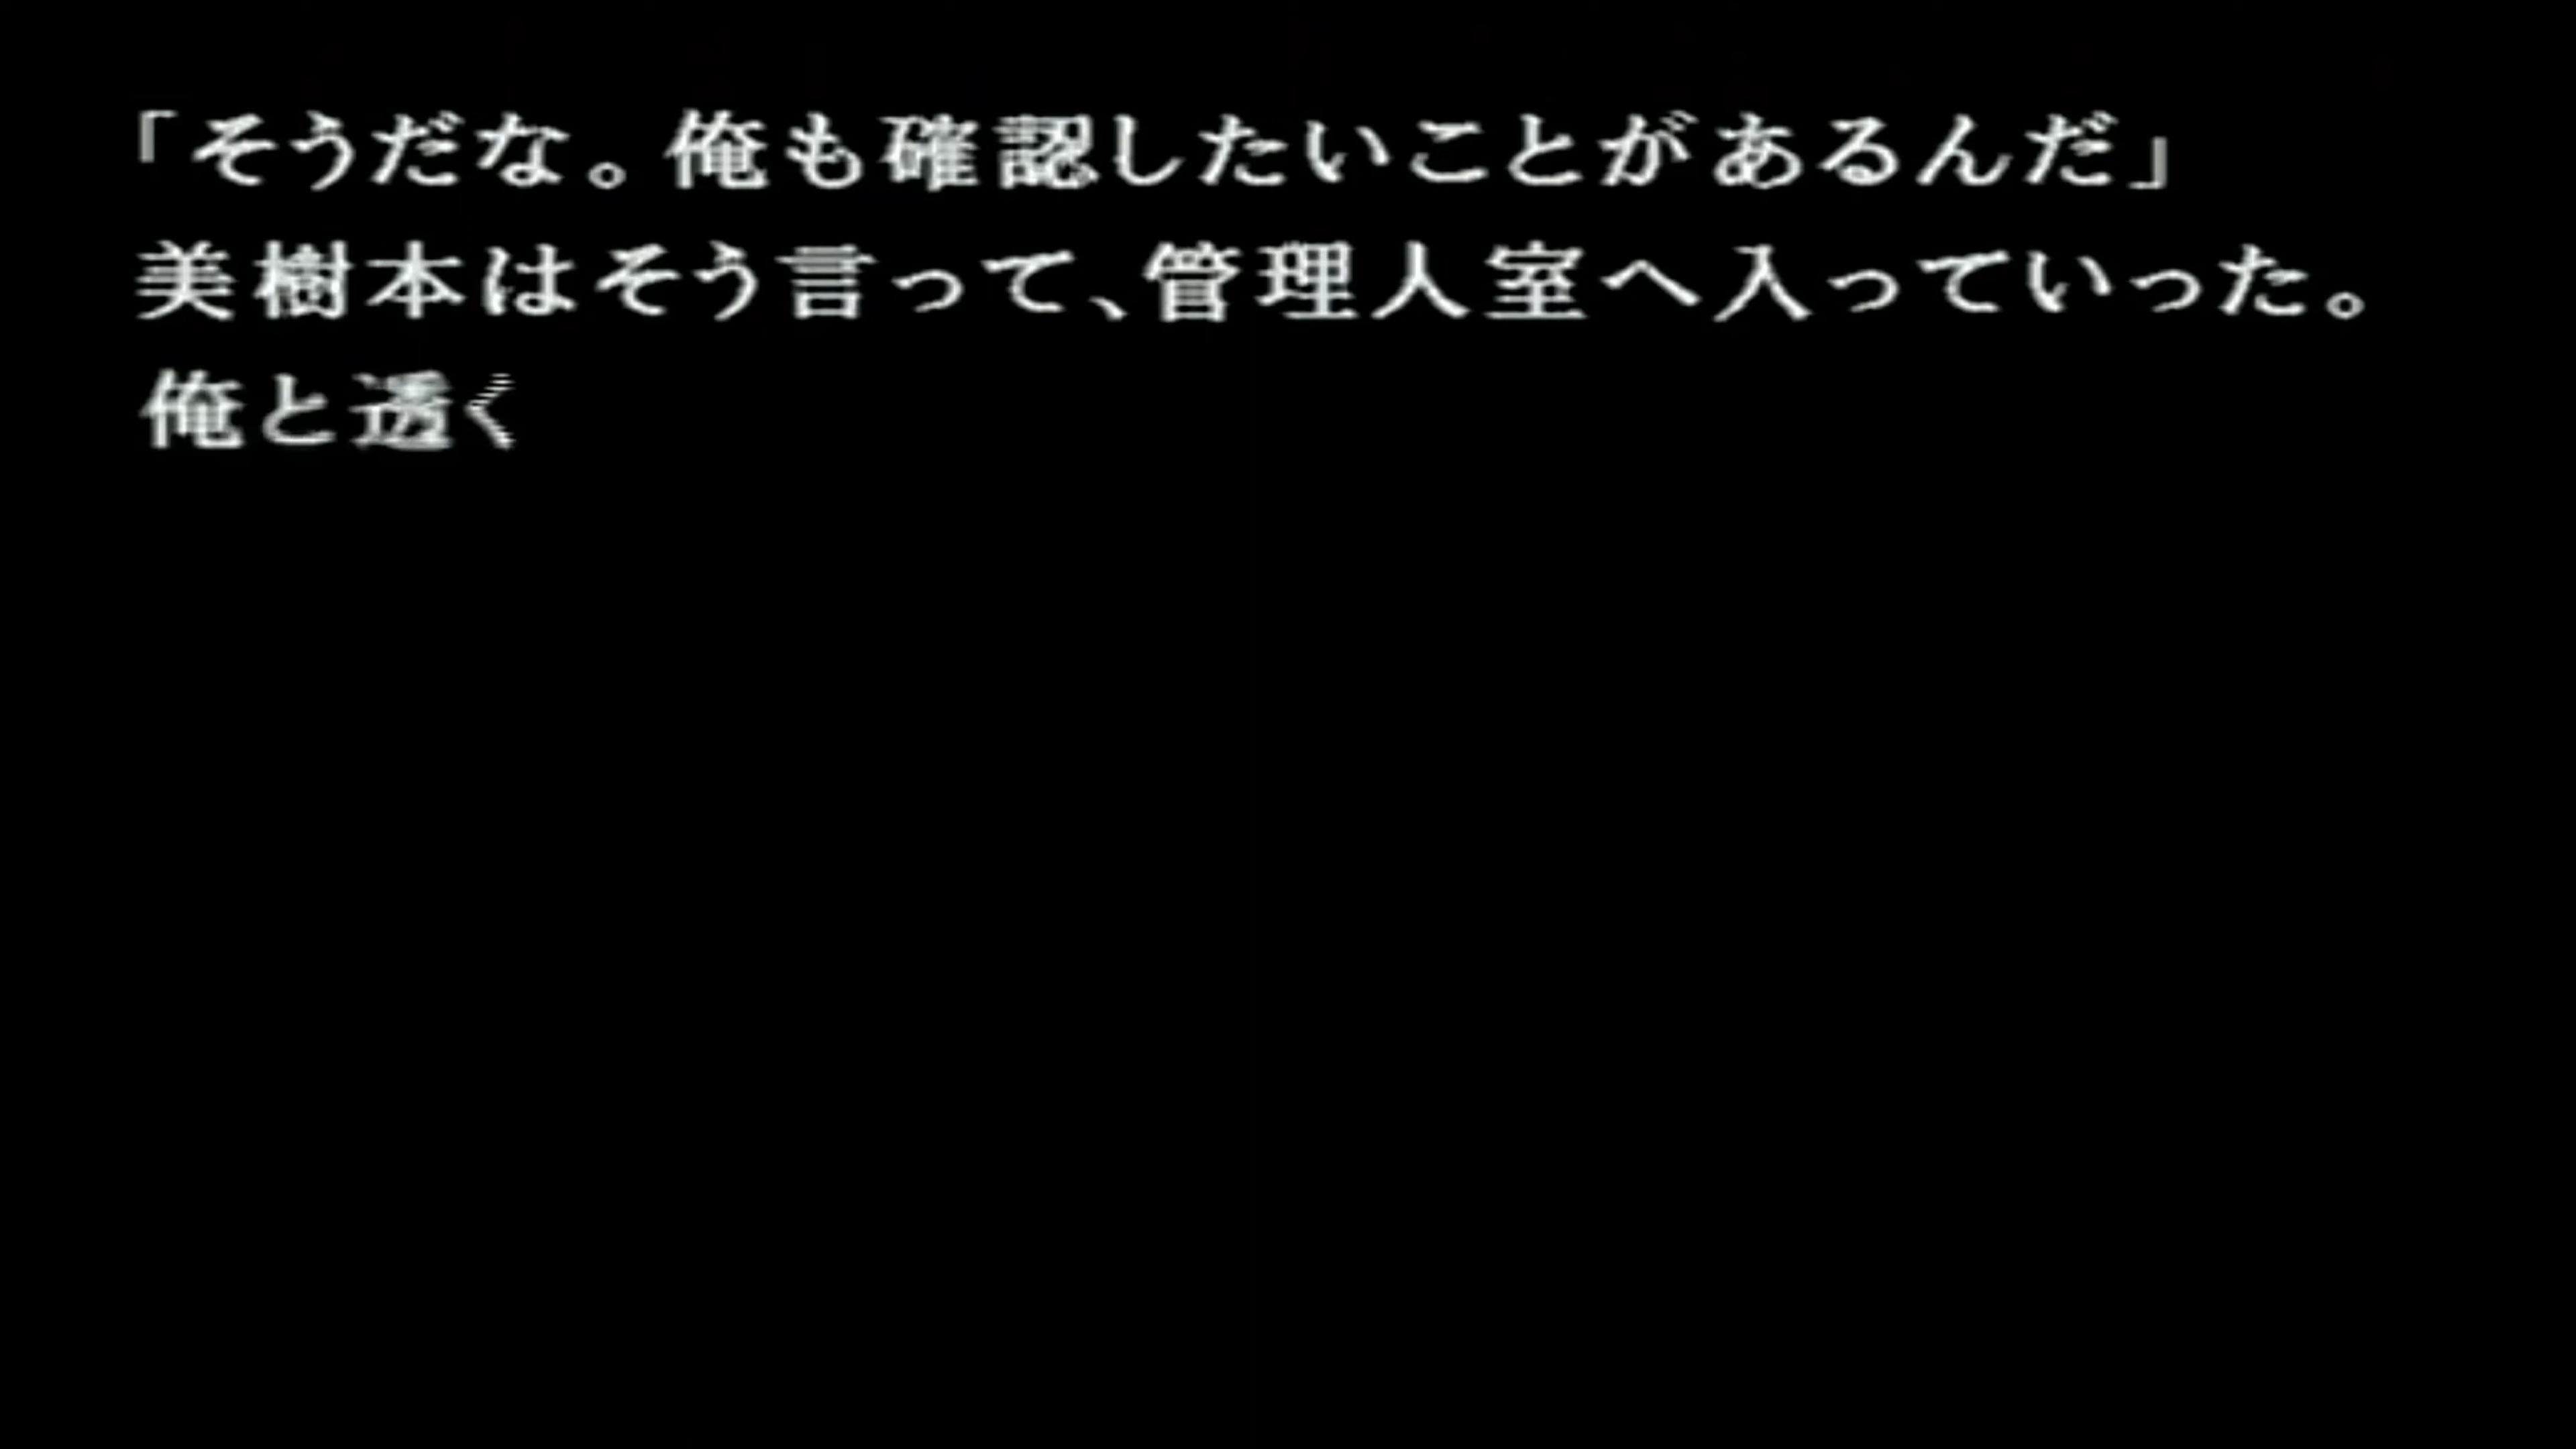 「そうだな。俺も確認したいことがあるんだ」
美樹本はそう言って、管理人室へ入っていった。
俺と透く